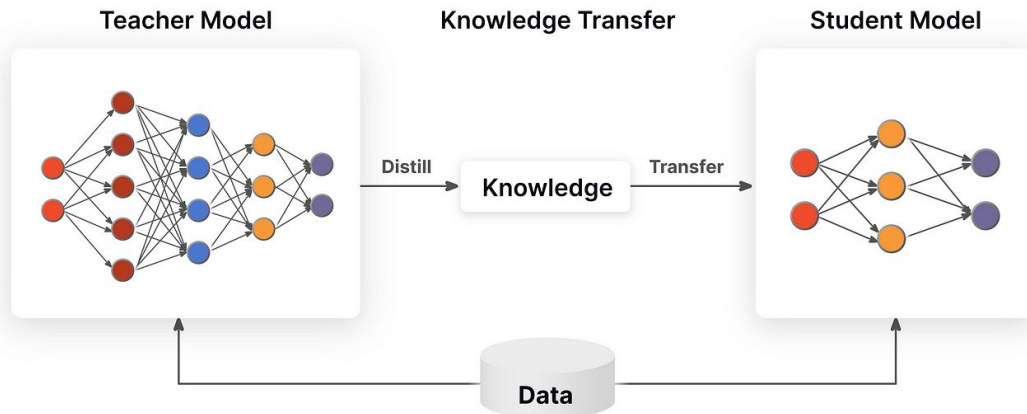 Teacher Model
Knowledge Transfer
Student Model
Distill
Knowledge
Transfer
Data